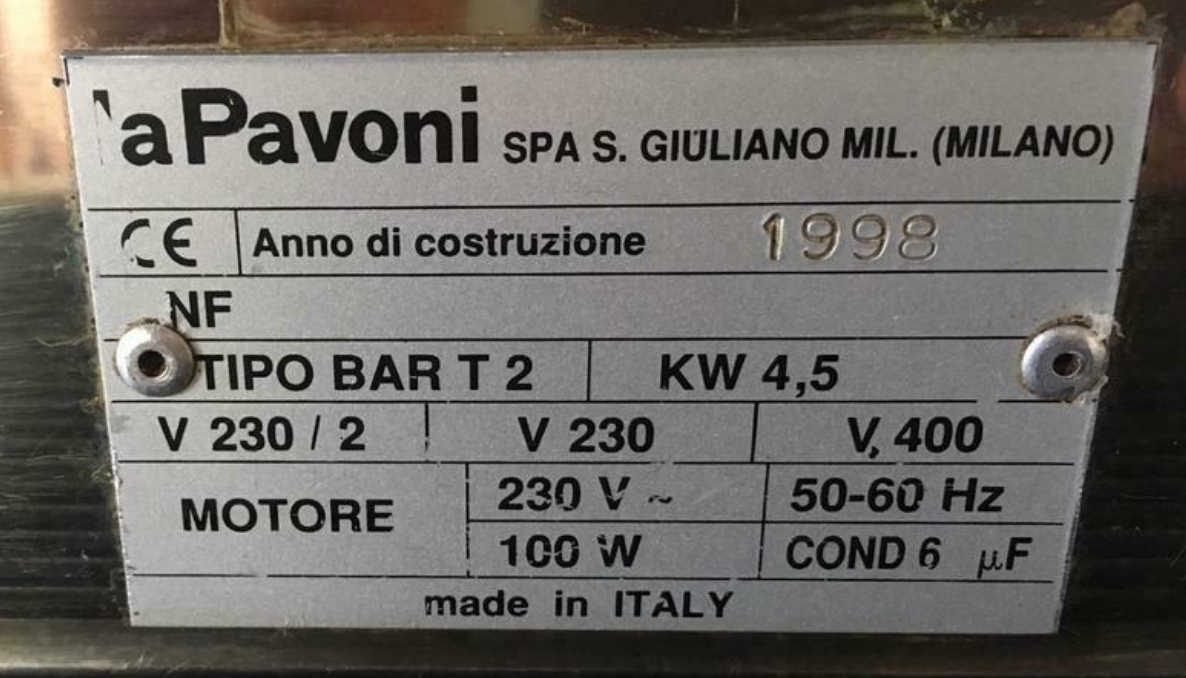 la Pavoni SPA S. GIULIANO MIL. (MILANO)
CE Anno di costruzione 1998
NF
TIPO BAR T 2 KW 4,5
V 230 / 2 V 230 V, 400
MOTORE 230 V ~ 50-60 Hz
100 W COND 6 µF
made in ITALY